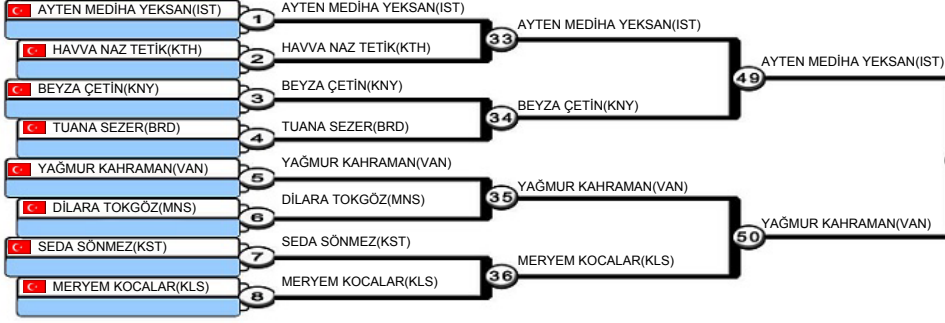 AYTEN MEDİHA YEKSAN(IST)
1
AYTEN MEDİHA YEKSAN(IST)
HAVVA NAZ TETİK(KTH)
2
HAVVA NAZ TETİK(KTH)
33
AYTEN MEDİHA YEKSAN(IST)
BEYZA ÇETİN(KNY)
3
BEYZA ÇETİN(KNY)
TUANA SEZER(BRD)
4
TUANA SEZER(BRD)
34
BEYZA ÇETİN(KNY)
49
AYTEN MEDİHA YEKSAN(IST)
YAĞMUR KAHRAMAN(VAN)
5
YAĞMUR KAHRAMAN(VAN)
DİLARA TOKGÖZ(MNS)
6
DİLARA TOKGÖZ(MNS)
35
YAĞMUR KAHRAMAN(VAN)
SEDA SÖNMEZ(KST)
7
SEDA SÖNMEZ(KST)
MERYEM KOCALAR(KLS)
8
MERYEM KOCALAR(KLS)
36
MERYEM KOCALAR(KLS)
50
YAĞMUR KAHRAMAN(VAN)